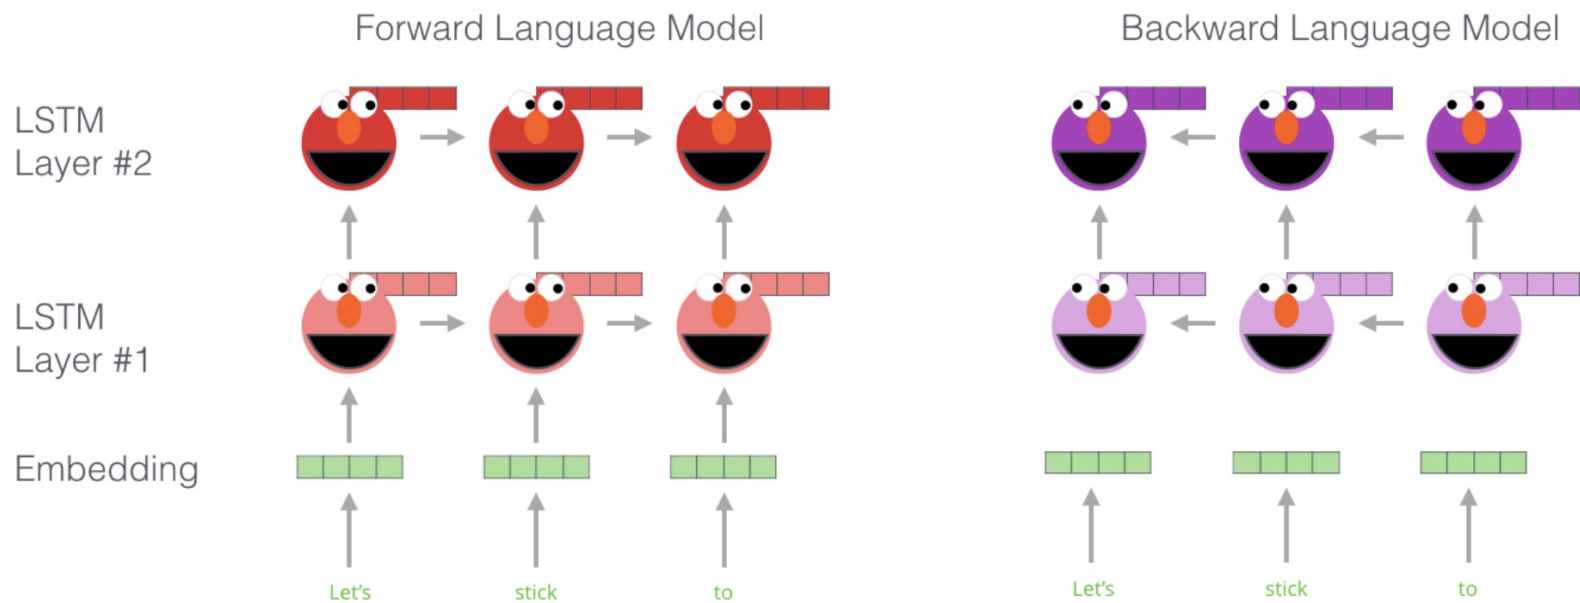 Forward Language Model
Backward Language Model
LSTM
Layer #2
LSTM
Layer #1
Embedding
Let's
stick
to
Let's
stick
to